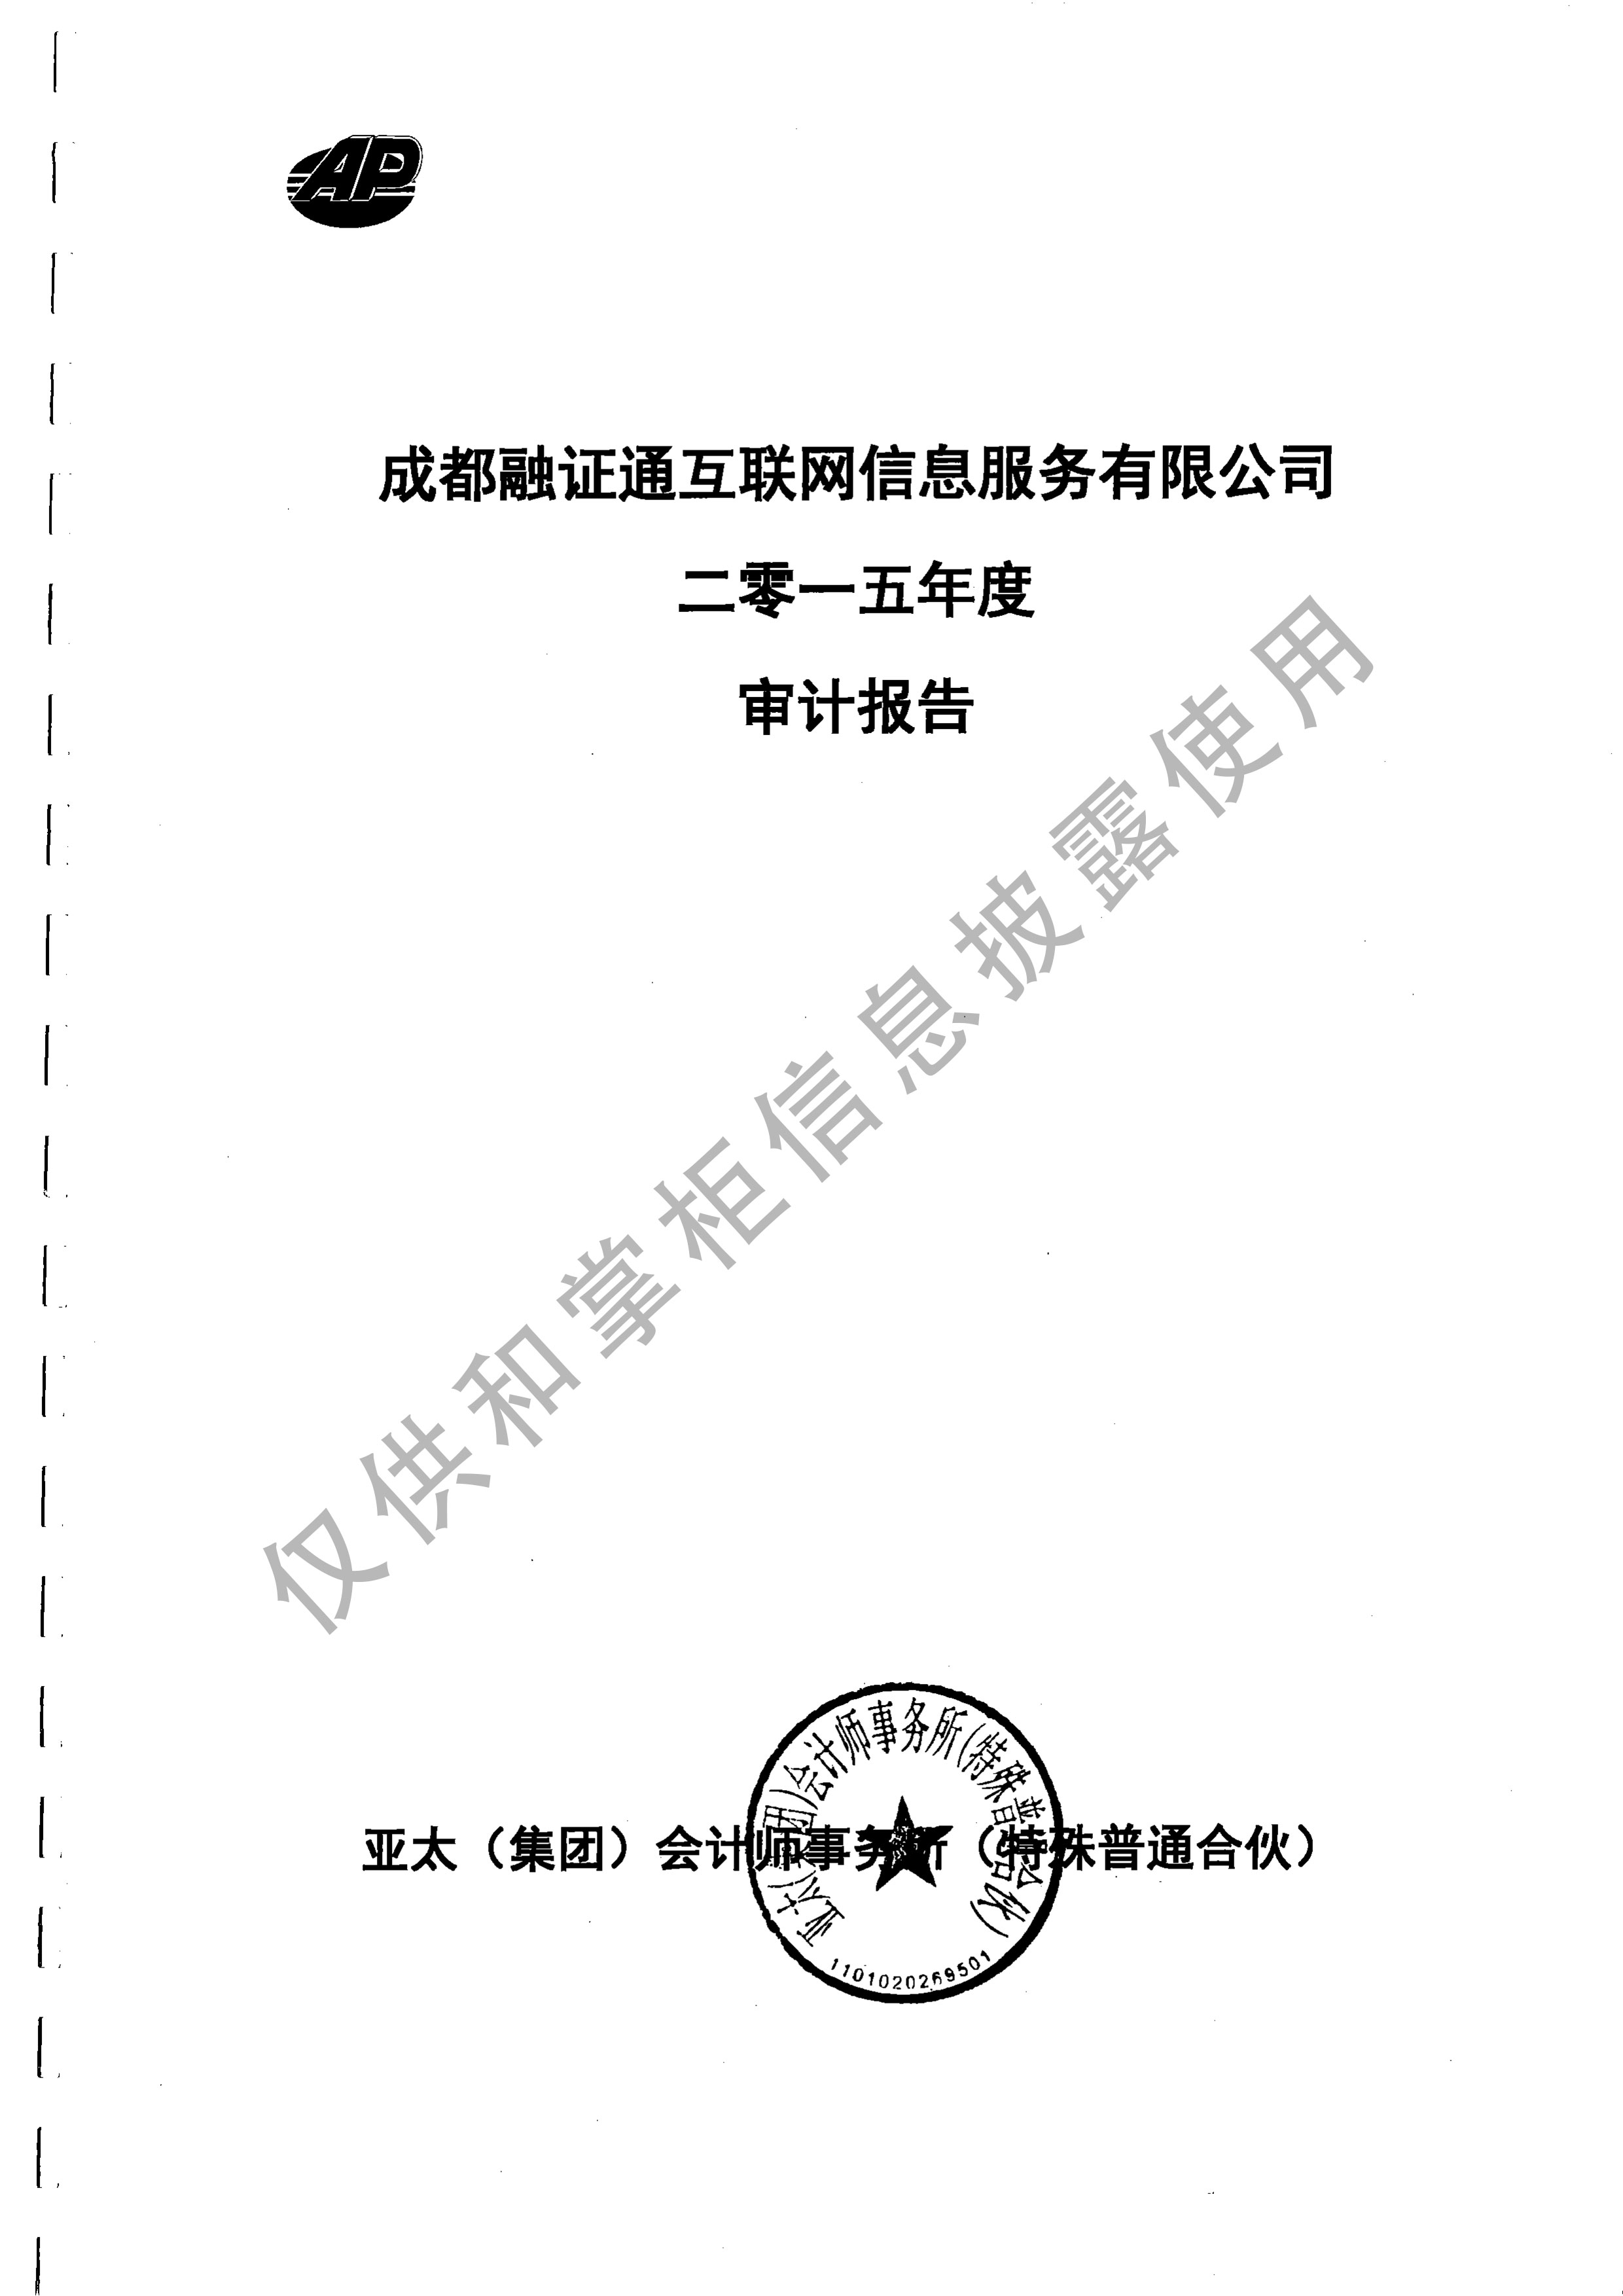 AP
成都融证通互联网信息服务有限公司
二零一五年度
审计报告
仅供和掌柜信息披露使用
亚太（集团）会计师事务所（特殊普通合伙）
亚太(集团)会计师事务所(特殊普通合伙)
1101020269501